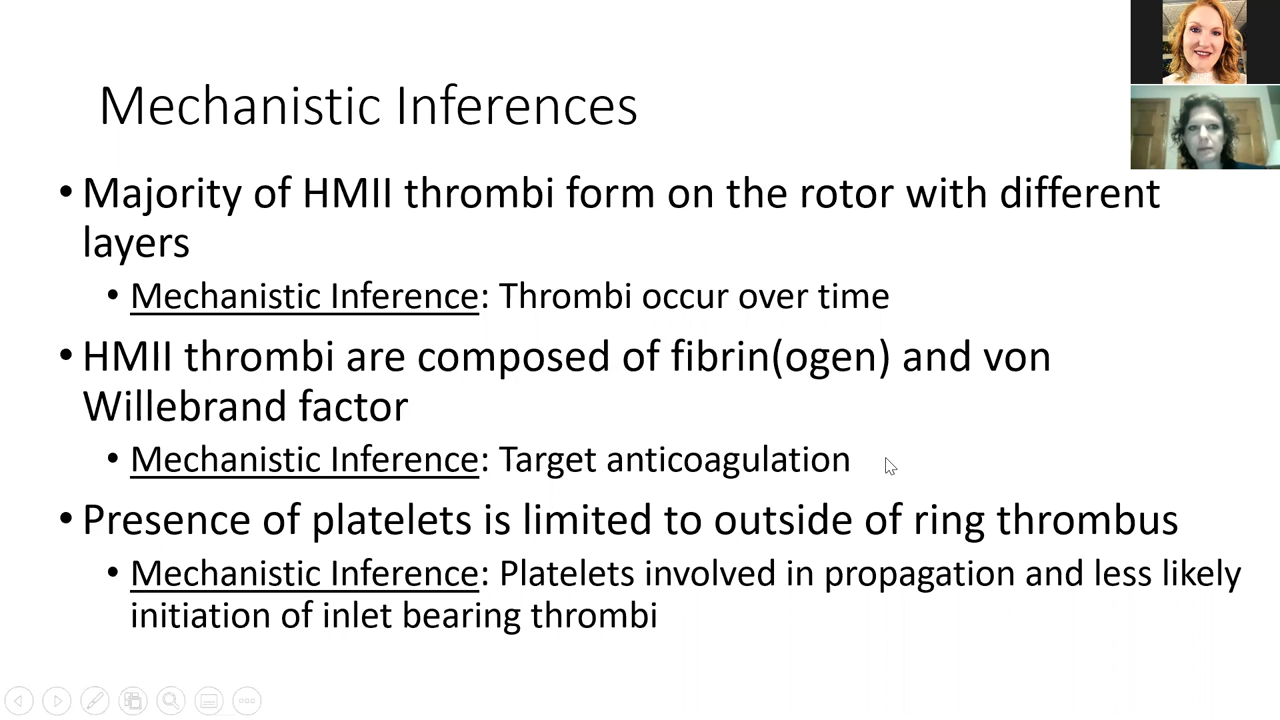 Mechanistic Inferences
• Majority of HMII thrombi form on the rotor with different
layers
• Mechanistic Inference: Thrombi occur over time
• HMII thrombi are composed of fibrin(ogen) and von
Willebrand factor
• Mechanistic Inference: Target anticoagulation
• Presence of platelets is limited to outside of ring thrombus
• Mechanistic Inference: Platelets involved in propagation and less likely
initiation of inlet bearing thrombi